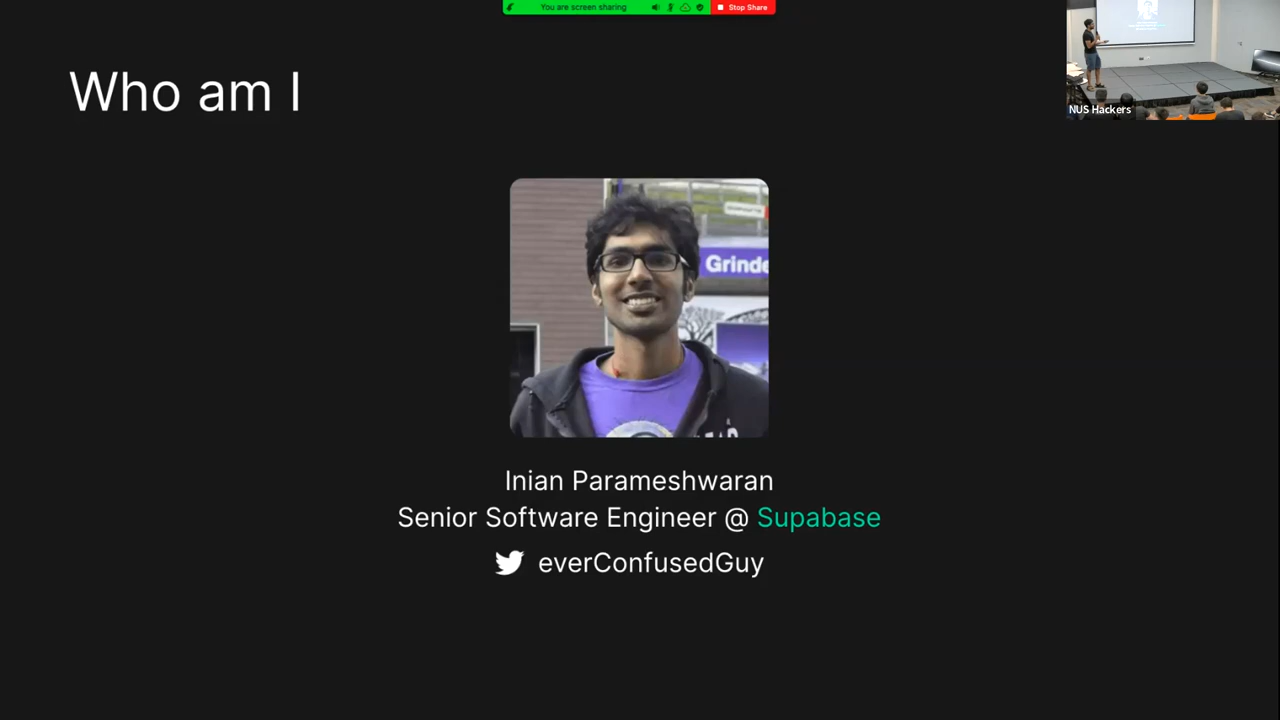 You are screen sharing
Stop Share
Who am I
NUS Hackers
Grinde
Inian Parameshwaran
Senior Software Engineer @ Supabase
everConfusedGuy